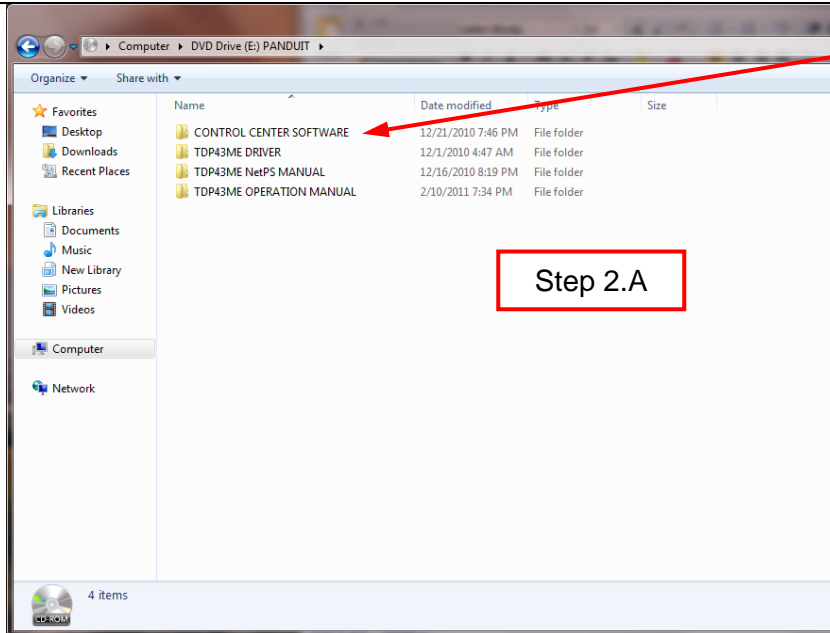 Computer DVD Drive (E:) PANDUIT
Organize Share with
Favorites
Desktop
Downloads
Recent Places
Libraries
Documents
Music
New Library
Pictures
Videos
Computer
Network
Name Date modified Type Size
CONTROL CENTER SOFTWARE 12/21/2010 7:46 PM File folder
TDP43ME DRIVER 12/1/2010 4:47 AM File folder
TDP43ME NetPS MANUAL 12/16/2010 8:19 PM File folder
TDP43ME OPERATION MANUAL 2/10/2011 7:34 PM File folder
Step 2.A
4 items
CD-ROM